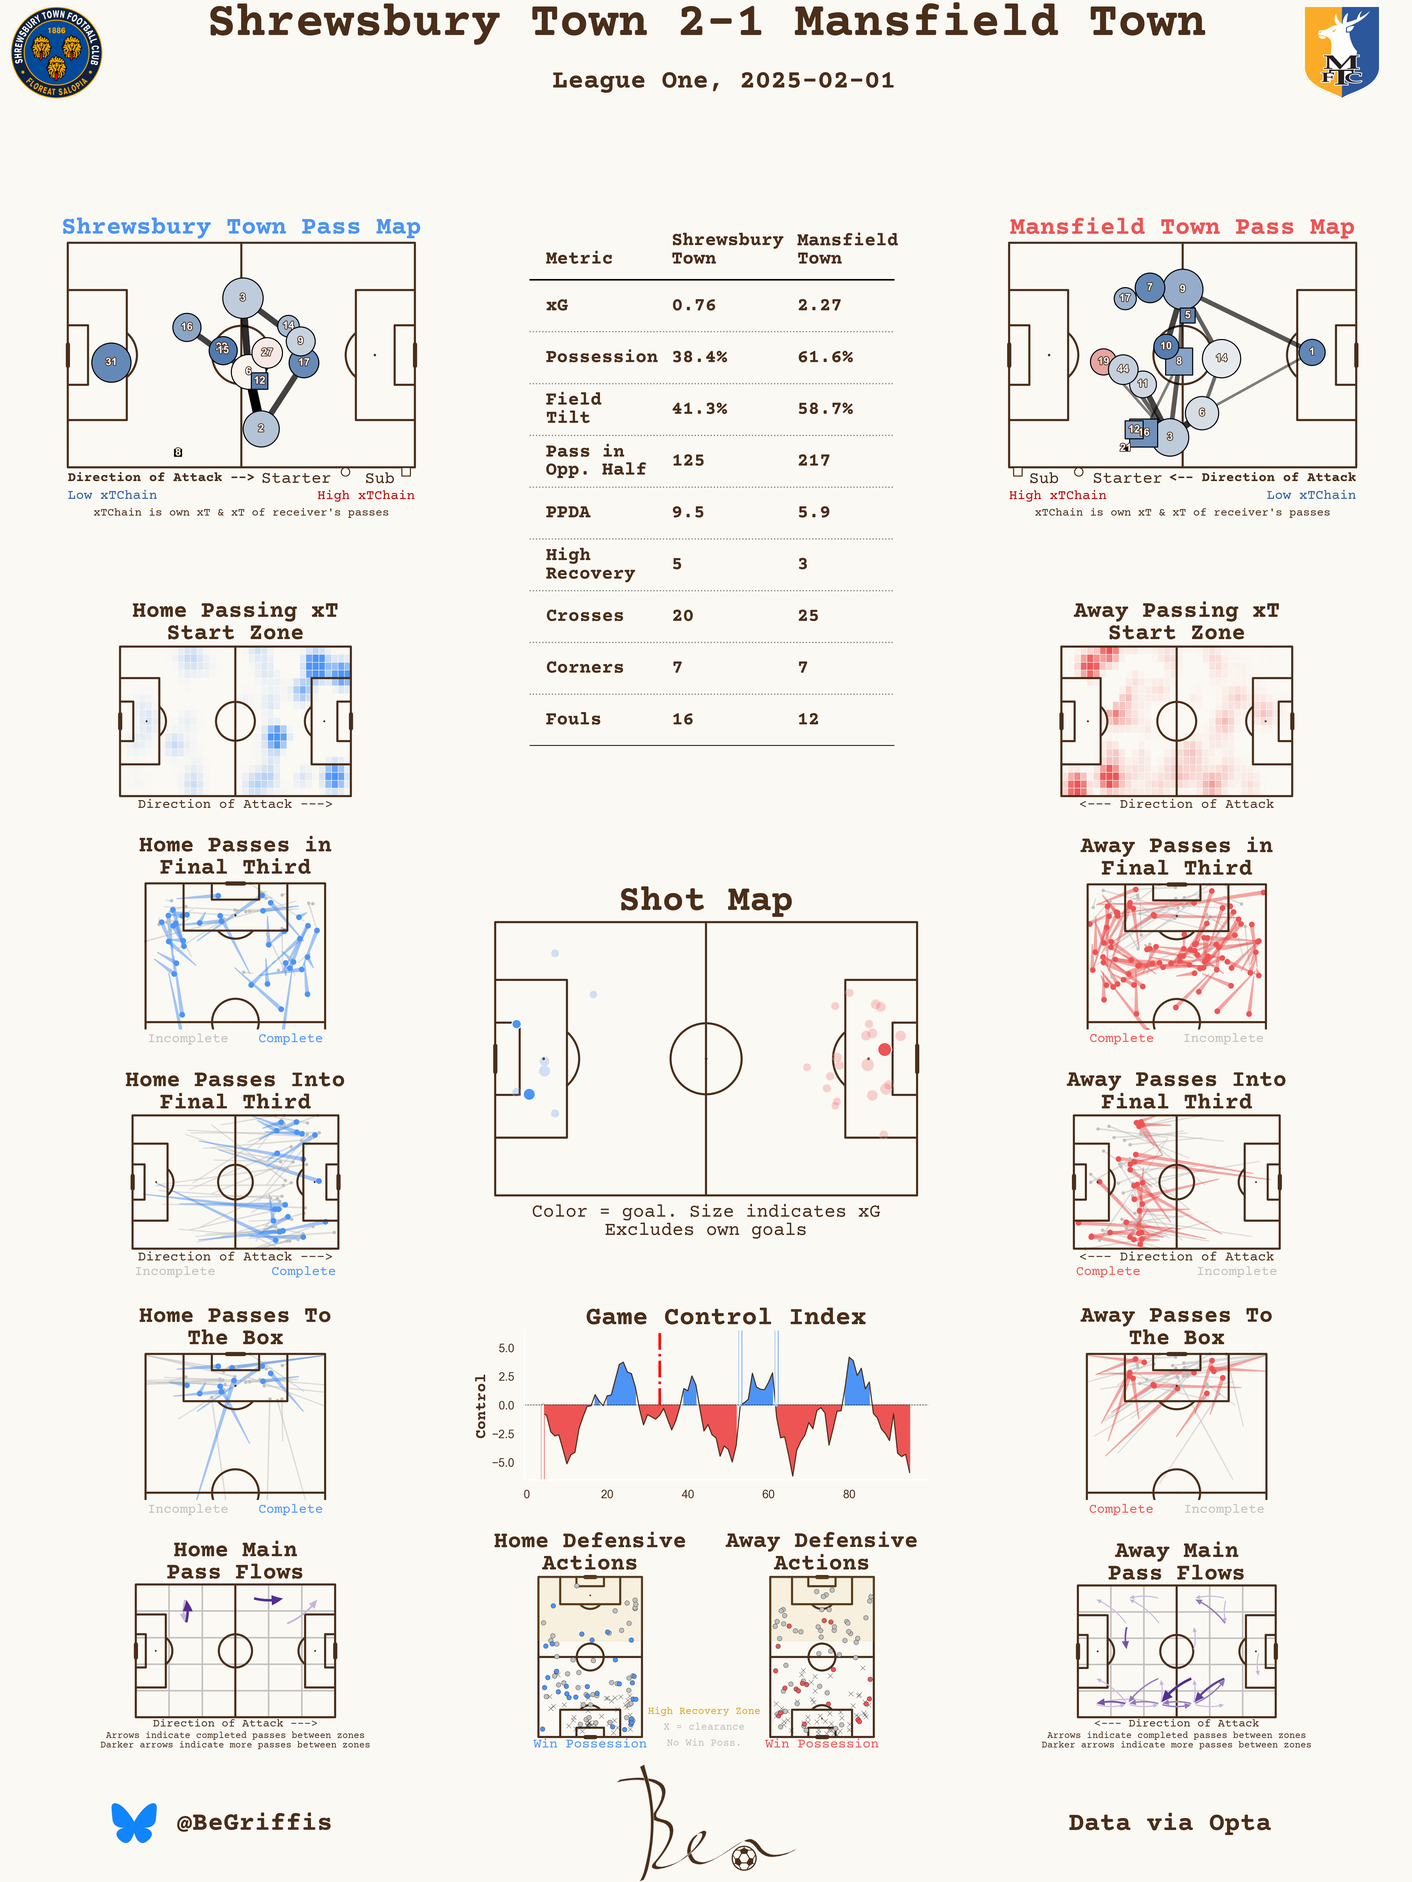 Shrewsbury Town 2-1 Mansfield Town
League One, 2025-02-01
SHREWSBURY TOWN FOOTBALL CLUB
1886
FLOREAT SALOPIA
M
F T C
Shrewsbury Town Pass Map
3
16
14
9
15
27
31
17
6
12
2
8
Direction of Attack --> Starter Sub
Low xTChain High xTChain
xTChain is own xT & xT of receiver's passes
Metric Shrewsbury Town Mansfield Town
xG 0.76 2.27
Possession 38.4% 61.6%
Field Tilt 41.3% 58.7%
Pass in Opp. Half 125 217
PPDA 9.5 5.9
High Recovery 5 3
Crosses 20 25
Corners 7 7
Fouls 16 12
Mansfield Town Pass Map
7
9
17
5
10
1
19
8
14
44
11
6
12
16
3
21
Sub Starter <-- Direction of Attack
High xTChain Low xTChain
xTChain is own xT & xT of receiver's passes
Home Passing xT
Start Zone
Direction of Attack --->
Away Passing xT
Start Zone
<--- Direction of Attack
Home Passes in
Final Third
Incomplete Complete
Away Passes in
Final Third
Complete Incomplete
Shot Map
Color = goal. Size indicates xG
Excludes own goals
Home Passes Into
Final Third
Direction of Attack --->
Incomplete Complete
Away Passes Into
Final Third
<--- Direction of Attack
Complete Incomplete
Home Passes To
The Box
Incomplete Complete
Game Control Index
Control
5.0
2.5
0.0
−2.5
−5.0
0 20 40 60 80
Away Passes To
The Box
Complete Incomplete
Home Main
Pass Flows
Direction of Attack --->
Arrows indicate completed passes between zones
Darker arrows indicate more passes between zones
Home Defensive
Actions
Win Possession
Away Defensive
Actions
Win Possession
High Recovery Zone
X = clearance
No Win Poss.
Away Main
Pass Flows
<--- Direction of Attack
Arrows indicate completed passes between zones
Darker arrows indicate more passes between zones
@BeGriffis
Ben
Data via Opta